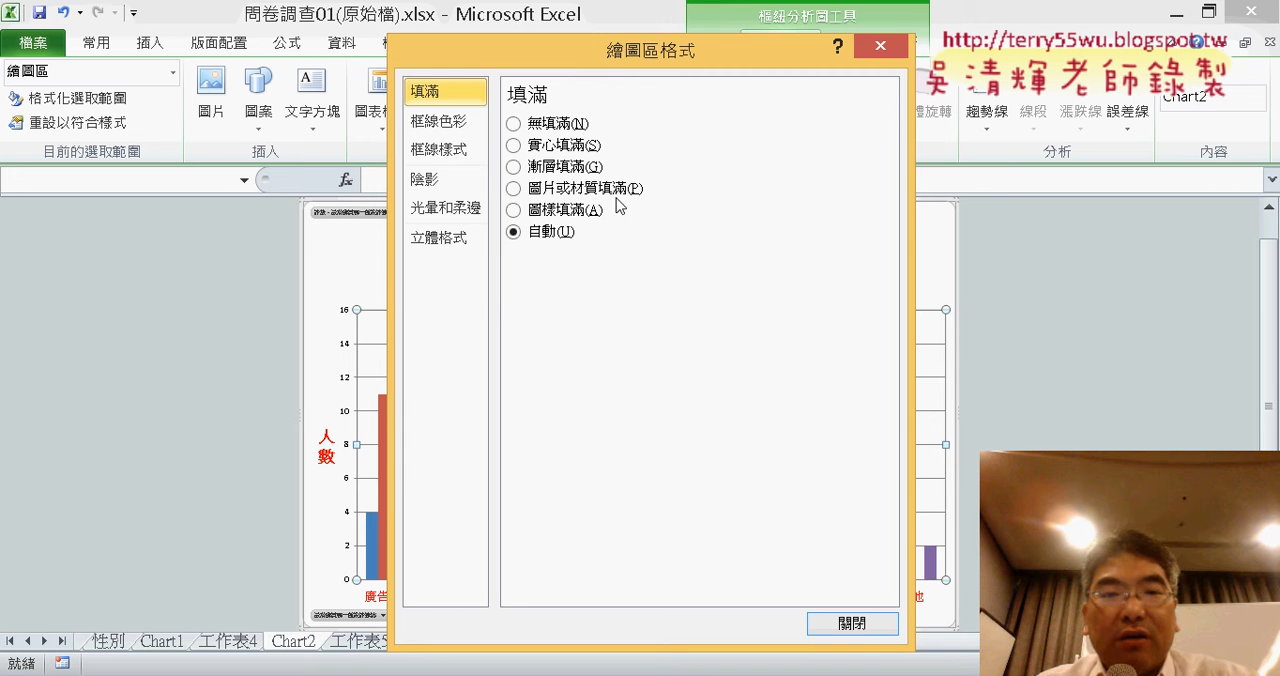 問卷調查01(原始檔).xlsx - Microsoft Excel
樞紐分析圖工具
檔案
常用
插入
版面配置
公式
資料
http://terry55wu.blogspot.tw
吳清輝老師錄製
繪圖區
格式化選取範圍
重設以符合樣式
目前的選取範圍
圖片
圖案
文字方塊
插入
趨勢線
線段
漲跌線
誤差線
分析
Chart2
內容
fx
繪圖區格式
填滿
框線色彩
框線樣式
陰影
光暈和柔邊
立體格式
填滿
無填滿(N)
實心填滿(S)
漸層填滿(G)
圖片或材質填滿(P)
圖樣填滿(A)
自動(U)
關閉
16
14
12
10
8
6
4
2
0
人數
廣告
他
性別
Chart1
工作表4
Chart2
工作表5
就緒